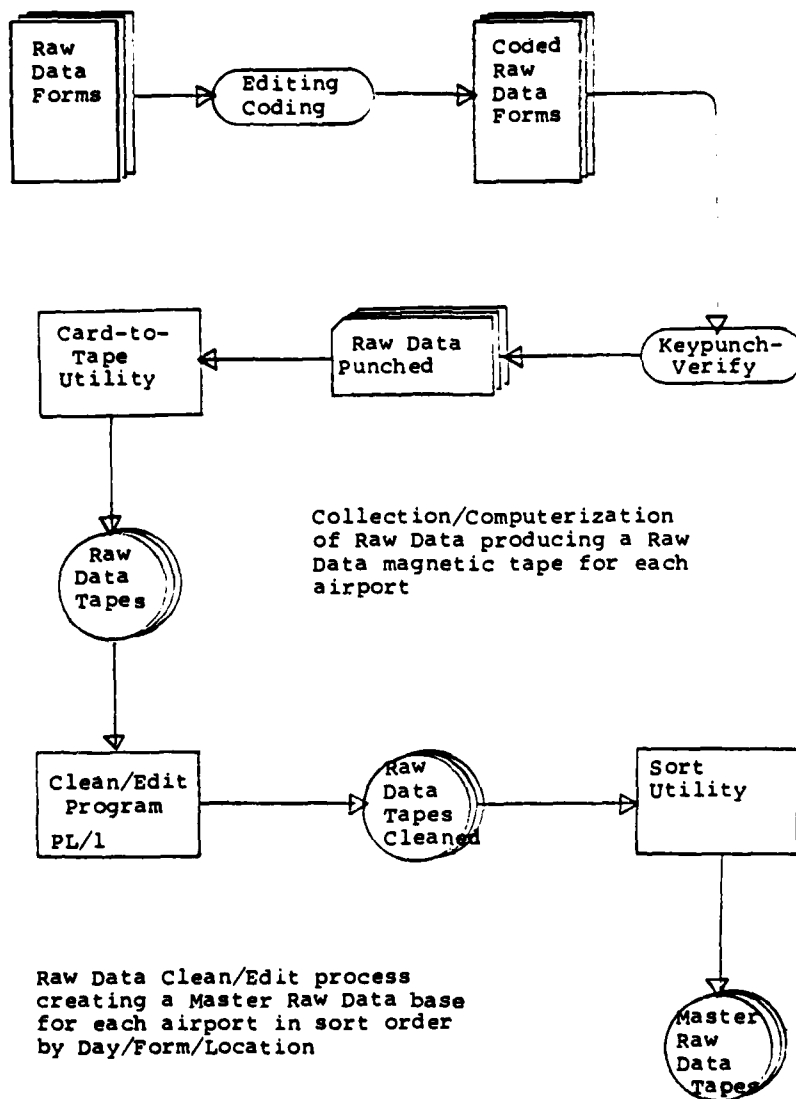 Raw
Data
Forms
Editing
Coding
Coded
Raw
Data
Forms
Keypunch-
Verify
Raw Data
Punched
Card-to-
Tape
Utility
Collection/Computerization
of Raw Data producing a Raw
Data magnetic tape for each
airport
Raw
Data
Tapes
Clean/Edit
Program
PL/1
Raw
Data
Tapes
Cleaned
Sort
Utility
Raw Data Clean/Edit process
creating a Master Raw Data base
for each airport in sort order
by Day/Form/Location
Master
Raw
Data
Tapes